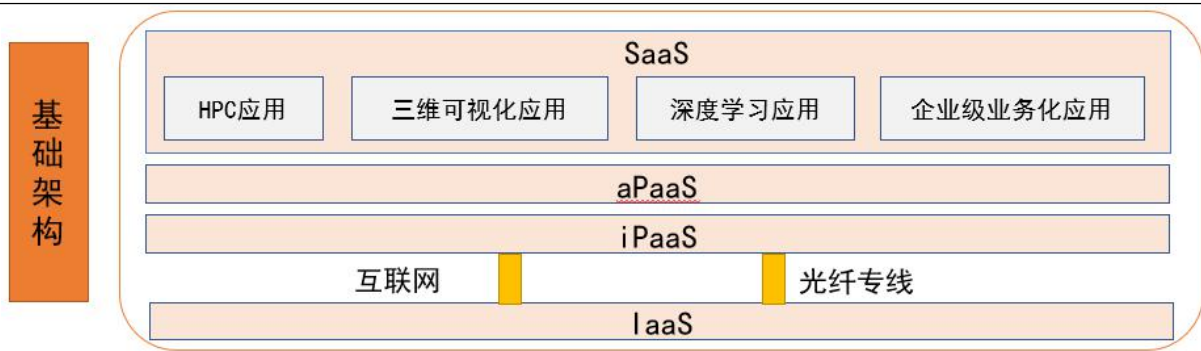 基础架构
SaaS
HPC应用
三维可视化应用
深度学习应用
企业级业务化应用
aPaaS
iPaaS
互联网
光纤专线
IaaS